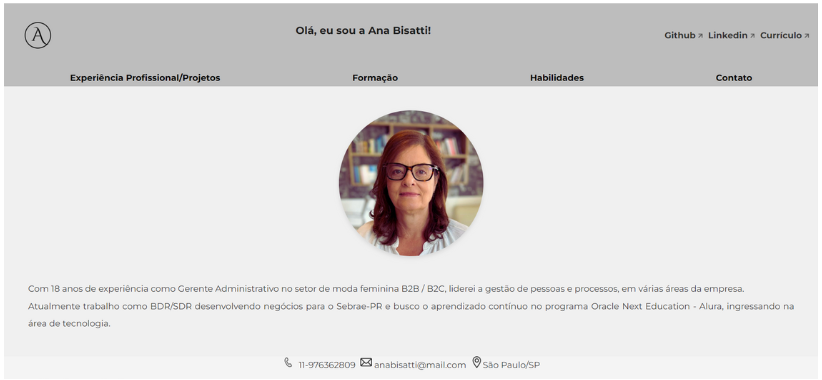 A
Olá, eu sou a Ana Bisatti!
Github Linkedin Currículo
Experiência Profissional/Projetos Formação Habilidades Contato
Com 18 anos de experiência como Gerente Administrativo no setor de moda feminina B2B / B2C, liderei a gestão de pessoas e processos, em várias áreas da empresa.
Atualmente trabalho como BDR/SDR desenvolvendo negócios para o Sebrae-PR e busco o aprendizado contínuo no programa Oracle Next Education - Alura, ingressando na
área de tecnologia.
11-976362809 anabisatti@mail.com São Paulo/SP